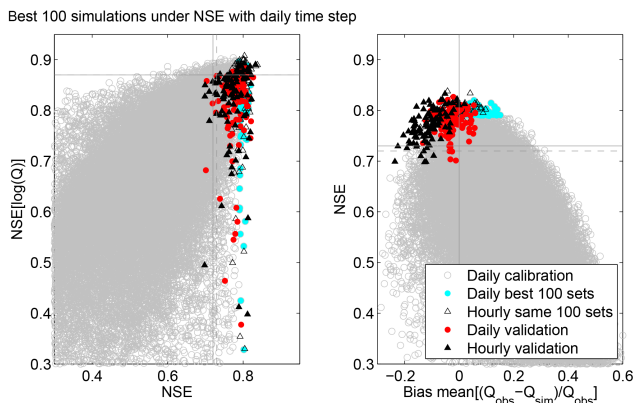 Best 100 simulations under NSE with daily time step
0.9
0.8
0.7
0.6
0.5
0.4
0.3
NSE[log(Q)]
0.4
0.6
0.8
NSE
0.9
0.8
0.7
0.6
0.5
0.4
0.3
NSE
Daily calibration
Daily best 100 sets
Hourly same 100 sets
Daily validation
Hourly validation
−0.2
0
0.2
0.4
0.6
Bias mean[(Q_obs−Q_sim)/Q_obs]